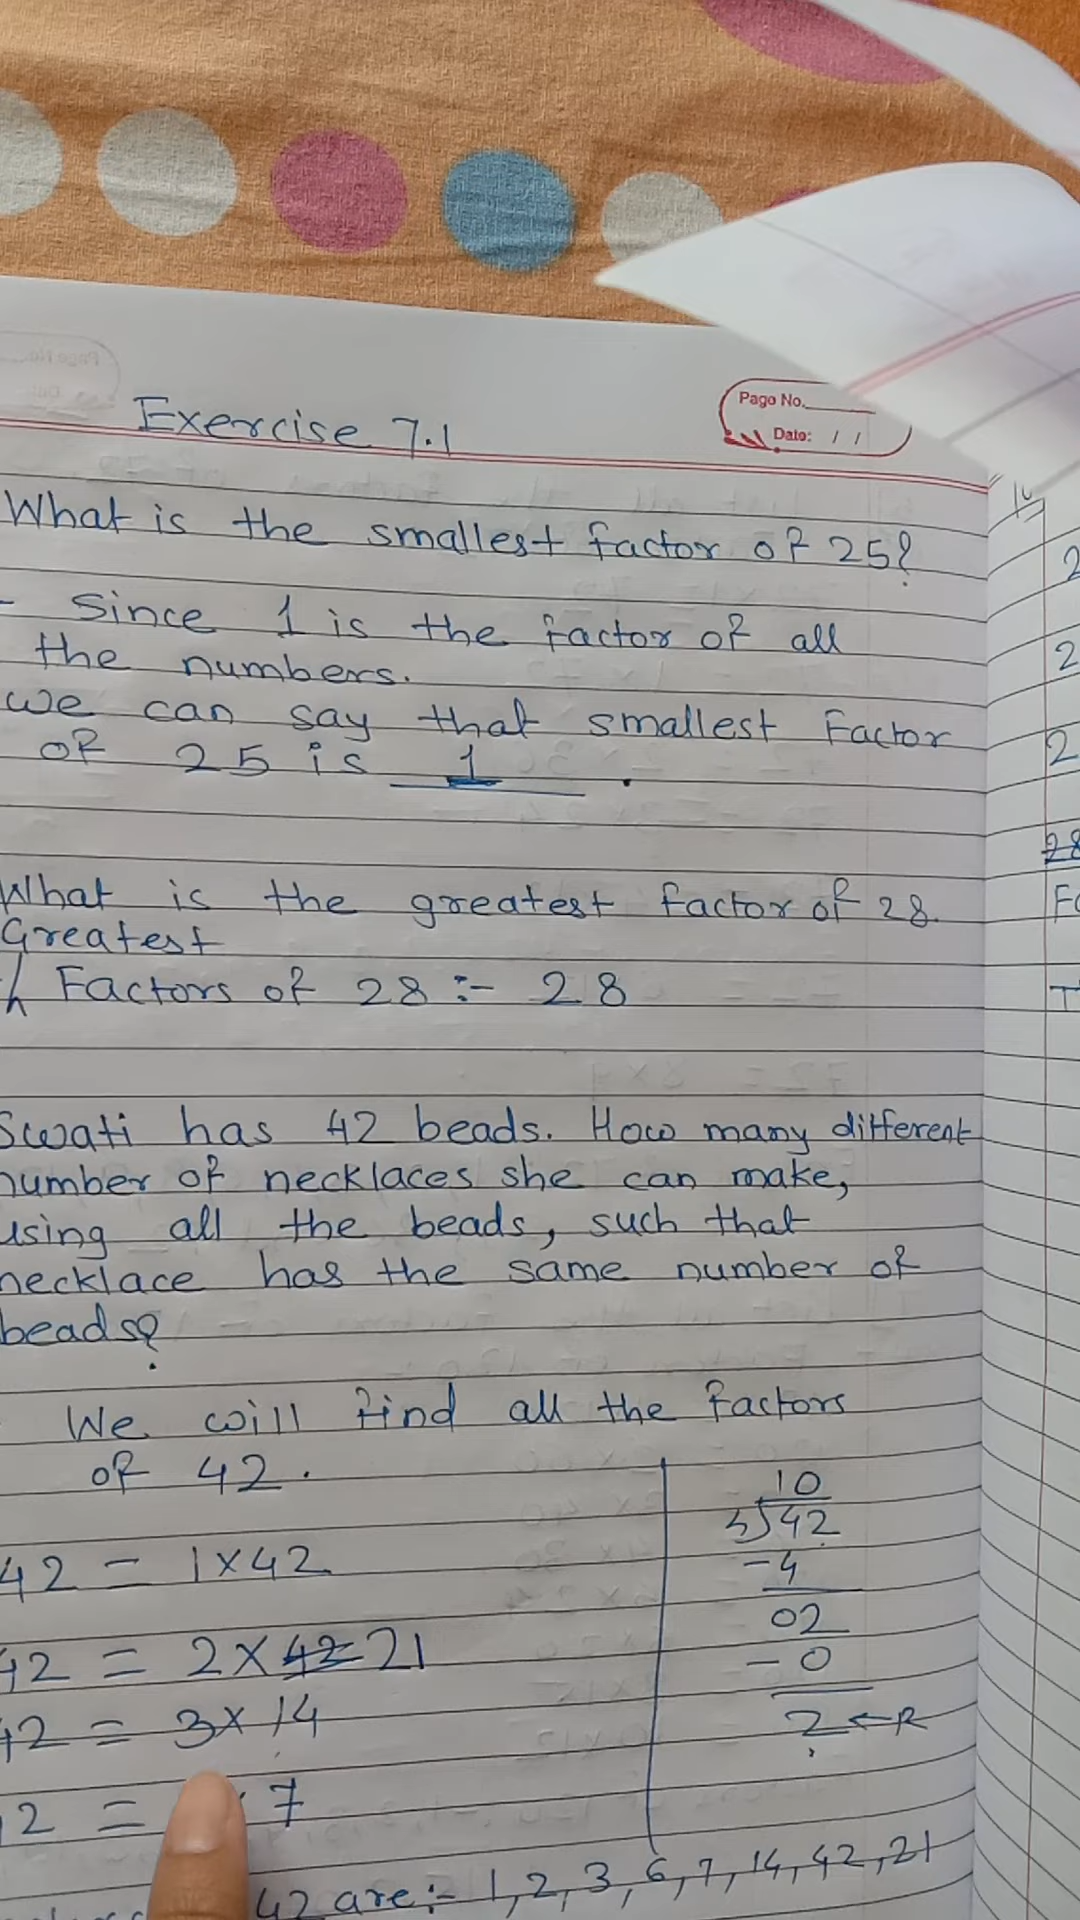 Exercise 7.1
Page No.
Date: / /
What is the smallest factor of 25?
- Since 1 is the factor of all
the numbers.
we can say that smallest Factor
of 25 is 1.
What is the greatest factor of 28.
Greatest
Factors of 28 :- 28
Swati has 42 beads. How many different
number of necklaces she can make,
using all the beads, such that
necklace has the same number of
beads?
We will find all the factors
of 42.
42 = 1 x 42
42 = 2 x 42 21
42 = 3 x 14
42 = 7
42 are :- 1, 2, 3, 6, 7, 14, 42, 21
10
42
-4
02
- 0
2 ← R
2
2
2
28